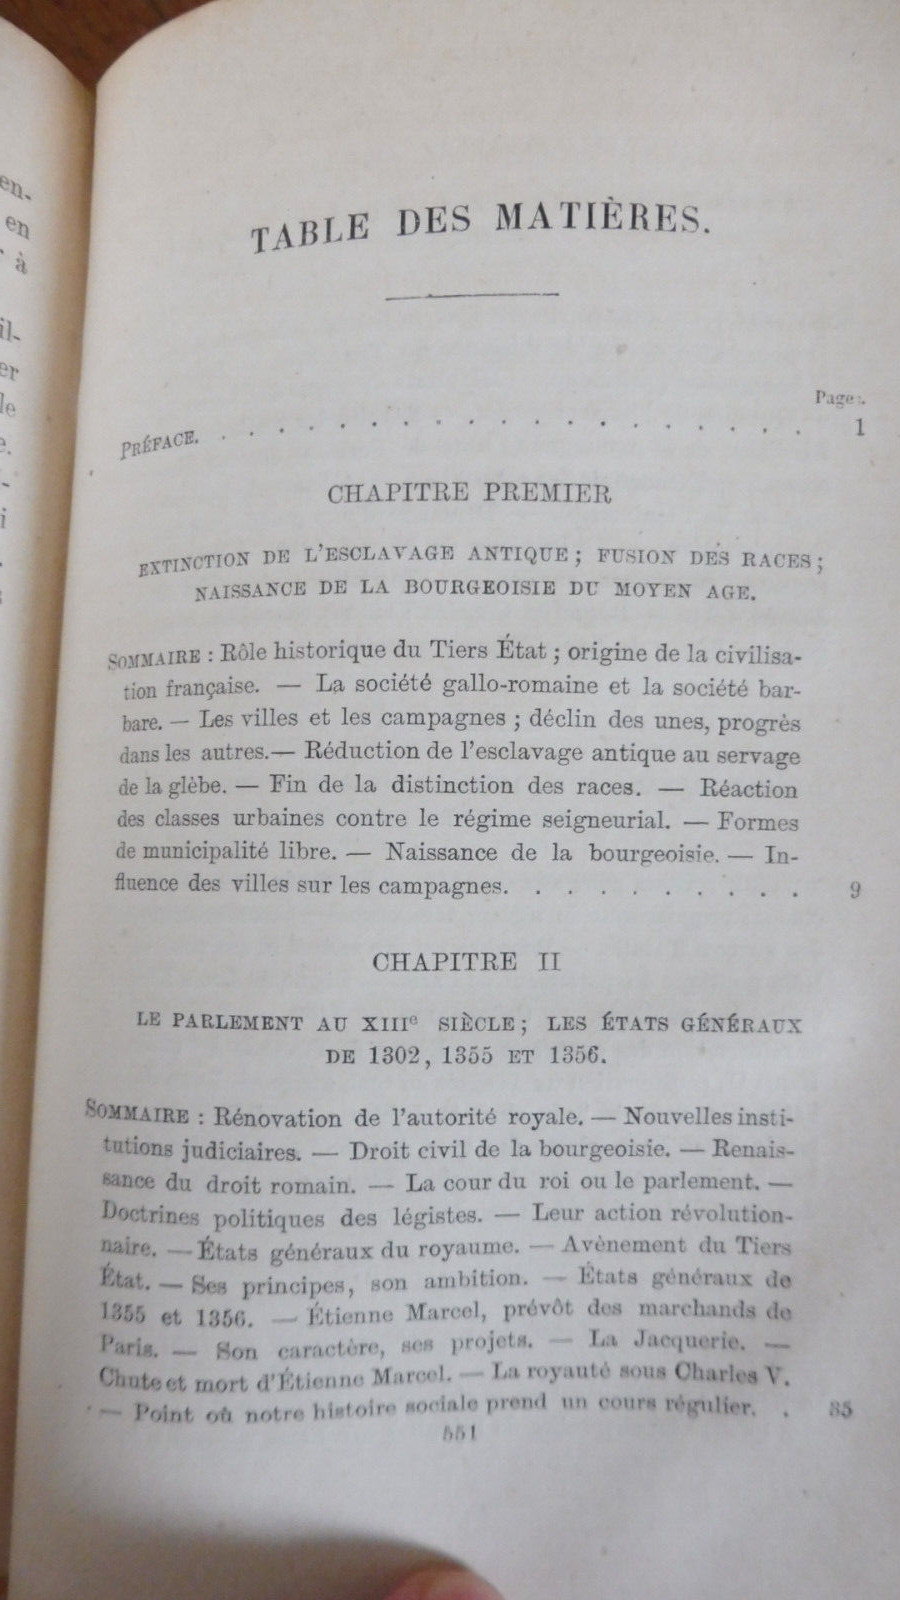 en-
en
à
il-
er
le
e.
-
i
TABLE DES MATIÈRES.
Pages.
PRÉFACE. . . . . . . . . . . . . . . . . . . . 1
CHAPITRE PREMIER
EXTINCTION DE L'ESCLAVAGE ANTIQUE ; FUSION DES RACES ;
NAISSANCE DE LA BOURGEOISIE DU MOYEN AGE.
SOMMAIRE : Rôle historique du Tiers État ; origine de la civilisa-
tion française. — La société gallo-romaine et la société bar-
bare. — Les villes et les campagnes ; déclin des unes, progrès
dans les autres.— Réduction de l'esclavage antique au servage
de la glèbe. — Fin de la distinction des races. — Réaction
des classes urbaines contre le régime seigneurial. — Formes
de municipalité libre. — Naissance de la bourgeoisie. — In-
fluence des villes sur les campagnes. . . . . . . . . . 9
CHAPITRE II
LE PARLEMENT AU XIIIe SIÈCLE ; LES ÉTATS GÉNÉRAUX
DE 1302, 1355 ET 1356.
SOMMAIRE : Rénovation de l'autorité royale. — Nouvelles insti-
tutions judiciaires. — Droit civil de la bourgeoisie. — Renais-
sance du droit romain. — La cour du roi ou le parlement. —
Doctrines politiques des légistes. — Leur action révolution-
naire. — États généraux du royaume. — Avènement du Tiers
État. — Ses principes, son ambition. — États généraux de
1355 et 1356. — Étienne Marcel, prévôt des marchands de
Paris. — Son caractère, ses projets. — La Jacquerie. —
Chute et mort d'Étienne Marcel. — La royauté sous Charles V.
— Point où notre histoire sociale prend un cours régulier. . 35
551